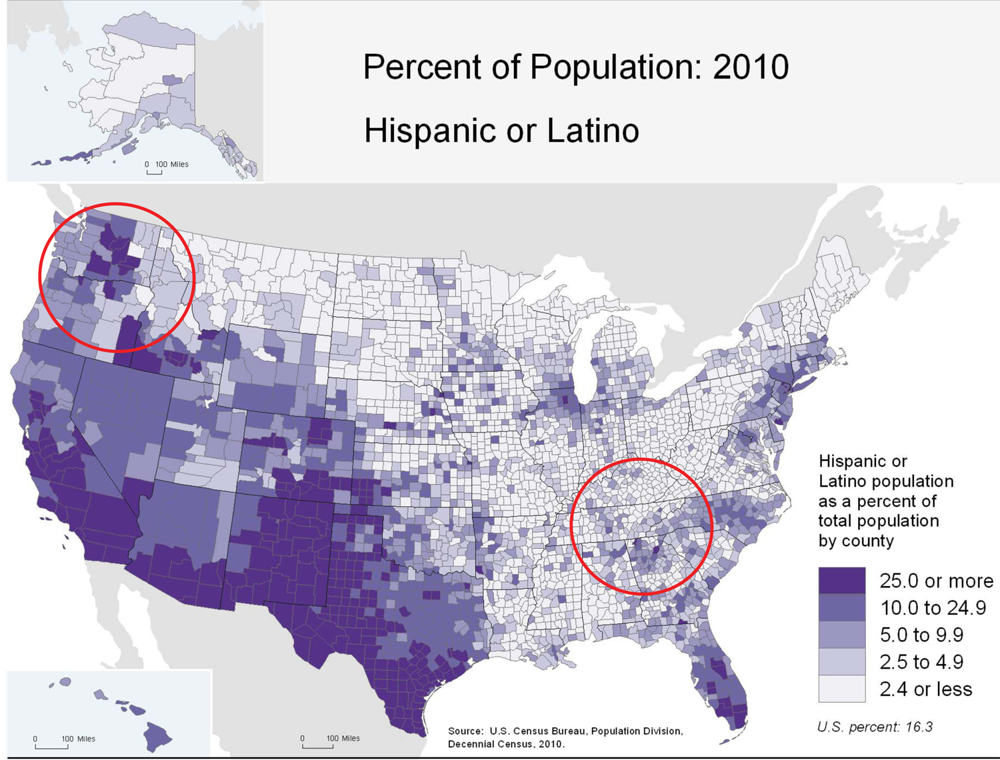 Percent of Population: 2010
Hispanic or Latino
0 100 Miles
Hispanic or
Latino population
as a percent of
total population
by county
25.0 or more
10.0 to 24.9
5.0 to 9.9
2.5 to 4.9
2.4 or less
U.S. percent: 16.3
0 100 Miles
0 100 Miles
Source: U.S. Census Bureau, Population Division,
Decennial Census, 2010.